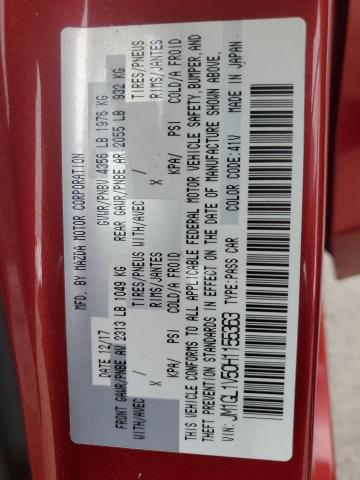 MFD. BY MAZDA MOTOR CORPORATION
DATE 12/17 GVWR/PNBV 4356 LB 1976 KG
FRONT GAWR/PNBE AV 2313 LB 1049 KG REAR GAWR/PNBE AR 2055 LB 932 KG
WITH/AVEC / TIRES/PNEUS WITH/AVEC / TIRES/PNEUS
X RIMS/JANTES X RIMS/JANTES
KPA/ PSI COLD/A FROID KPA/ PSI COLD/A FROID
THIS VEHICLE CONFORMS TO ALL APPLICABLE FEDERAL MOTOR VEHICLE SAFETY, BUMPER, AND
THEFT PREVENTION STANDARDS IN EFFECT ON THE DATE OF MANUFACTURE SHOWN ABOVE.
VIN: JM1GL1V50H1155363 TYPE: PASS CAR COLOR CODE: 41V MADE IN JAPAN